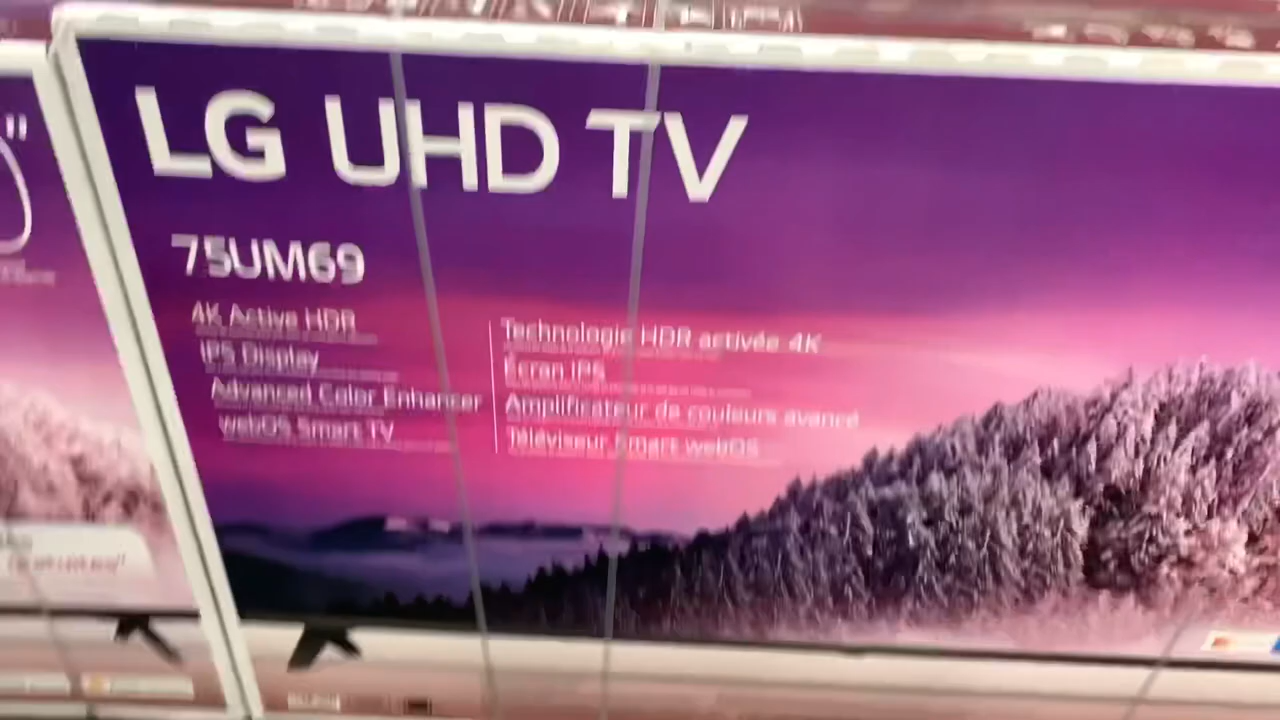 LG UHD TV
75UM69
4K Active HDR
IPS Display
Advanced Color Enhancer
webOS Smart TV
Technologie HDR activée 4K
Écran IPS
Amplificateur de couleurs avancé
Téléviseur Smart webOS